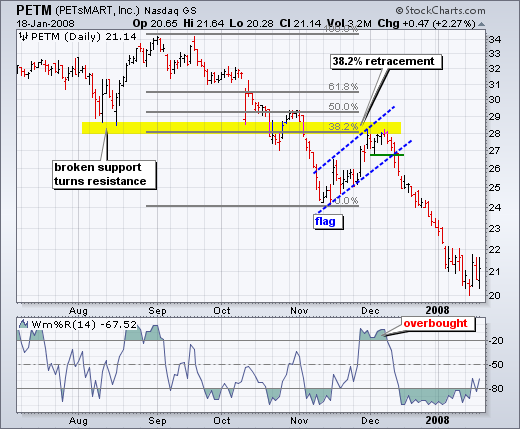 PETM (PETsMART, Inc.) Nasdaq GS
© StockCharts.com
18-Jan-2008
Op 20.65 Hi 21.64 Lo 20.28 Cl 21.14 Vol 3.2M Chg +0.47 (+2.27%)
PETM (Daily) 21.14
100.0%
34
33
32
31
30
29
28
27
26
25
24
23
22
21
20
38.2% retracement
61.8%
50.0%
38.2%
0.0%
broken support
turns resistance
flag
Aug
Sep
Oct
Nov
Dec
2008
Wm%R(14) -67.52
overbought
-20
-50
-80
Aug
Sep
Oct
Nov
Dec
2008